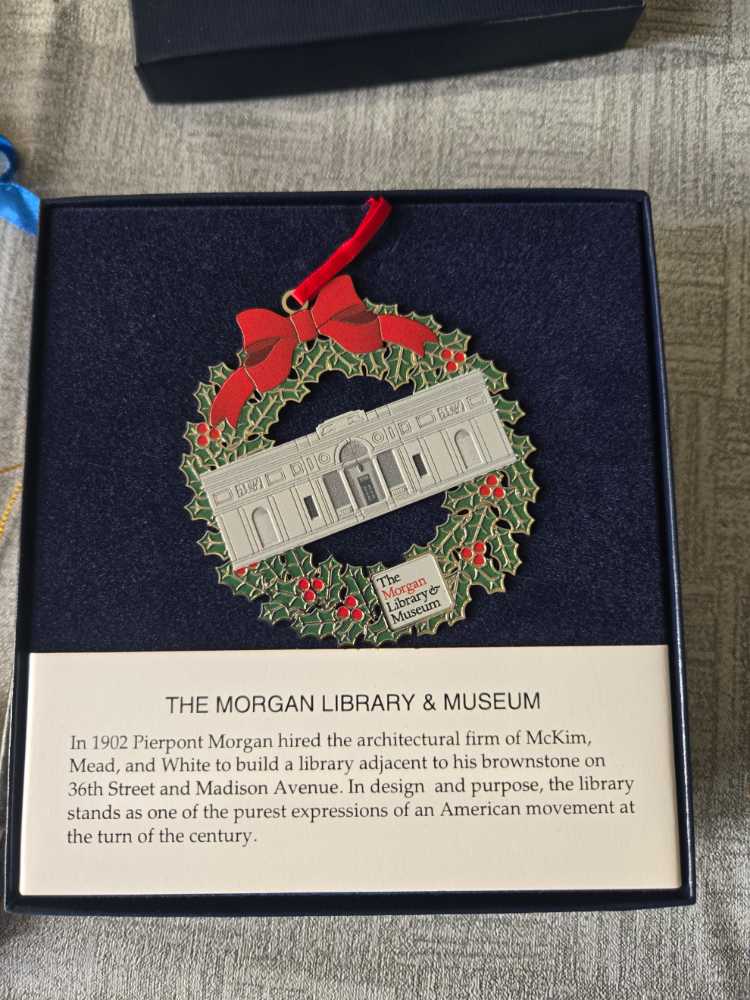 The
Morgan
Library &
Museum
THE MORGAN LIBRARY & MUSEUM
In 1902 Pierpont Morgan hired the architectural firm of McKim,
Mead, and White to build a library adjacent to his brownstone on
36th Street and Madison Avenue. In design and purpose, the library
stands as one of the purest expressions of an American movement at
the turn of the century.